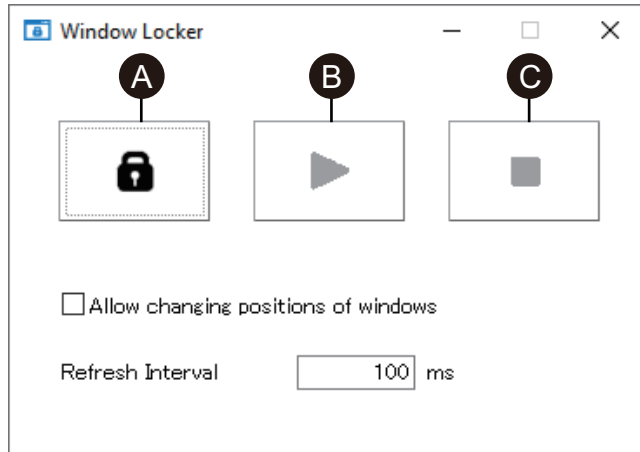 Window Locker
A B C
Allow changing positions of windows
Refresh Interval 100 ms